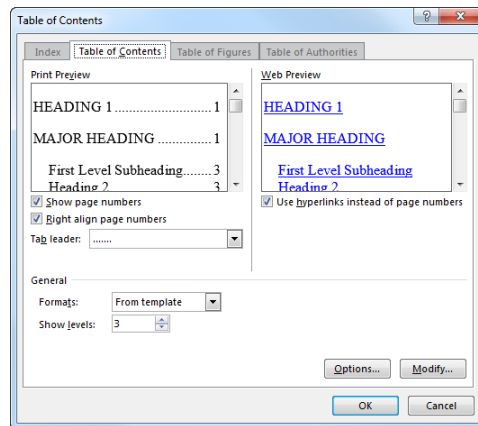 Table of Contents
Index Table of Contents Table of Figures Table of Authorities
Print Preview
HEADING 1 ........................ 1
MAJOR HEADING ............ 1
First Level Subheading....... 3
Heading 2 ......................... 3
Show page numbers
Right align page numbers
Tab leader: .......
Web Preview
HEADING 1
MAJOR HEADING
First Level Subheading
Heading 2
Use hyperlinks instead of page numbers
General
Formats: From template
Show levels: 3
Options... Modify...
OK Cancel